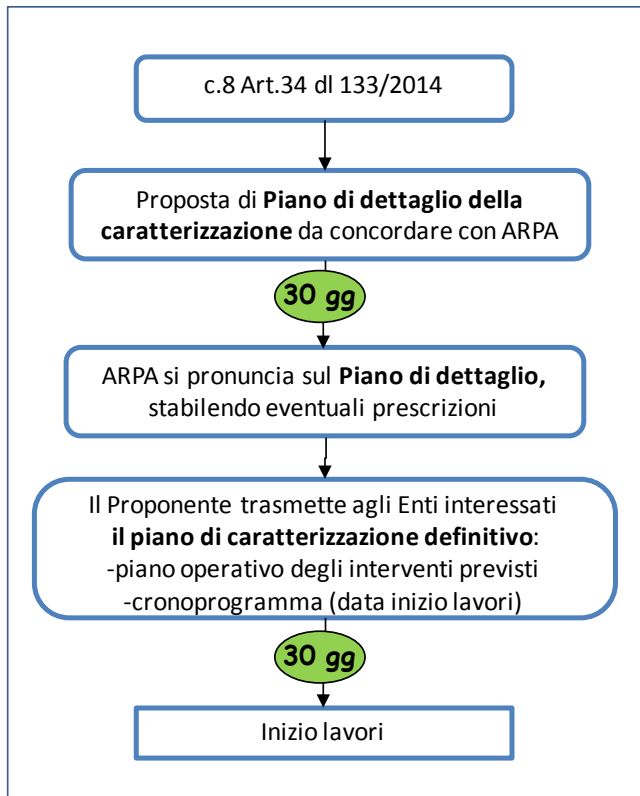 c.8 Art.34 dl 133/2014
Proposta di Piano di dettaglio della
caratterizzazione da concordare con ARPA
30 gg
ARPA si pronuncia sul Piano di dettaglio,
stabilendo eventuali prescrizioni
Il Proponente trasmette agli Enti interessati
il piano di caratterizzazione definitivo:
-piano operativo degli interventi previsti
-cronoprogramma (data inizio lavori)
30 gg
Inizio lavori